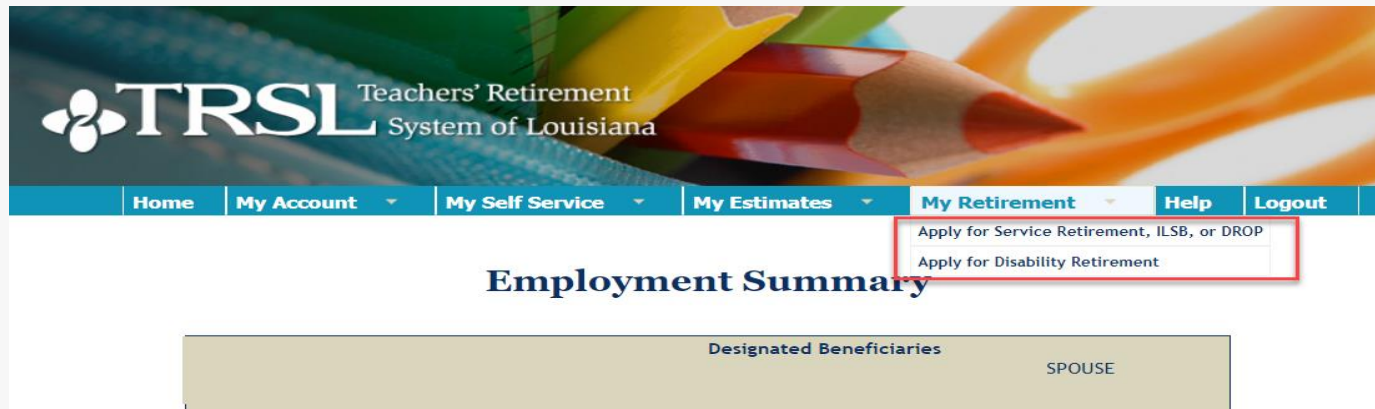 TRSL Teachers' Retirement
System of Louisiana
Home My Account My Self Service My Estimates My Retirement Help Logout
Apply for Service Retirement, ILSB, or DROP
Apply for Disability Retirement
Employment Summary
Designated Beneficiaries
SPOUSE